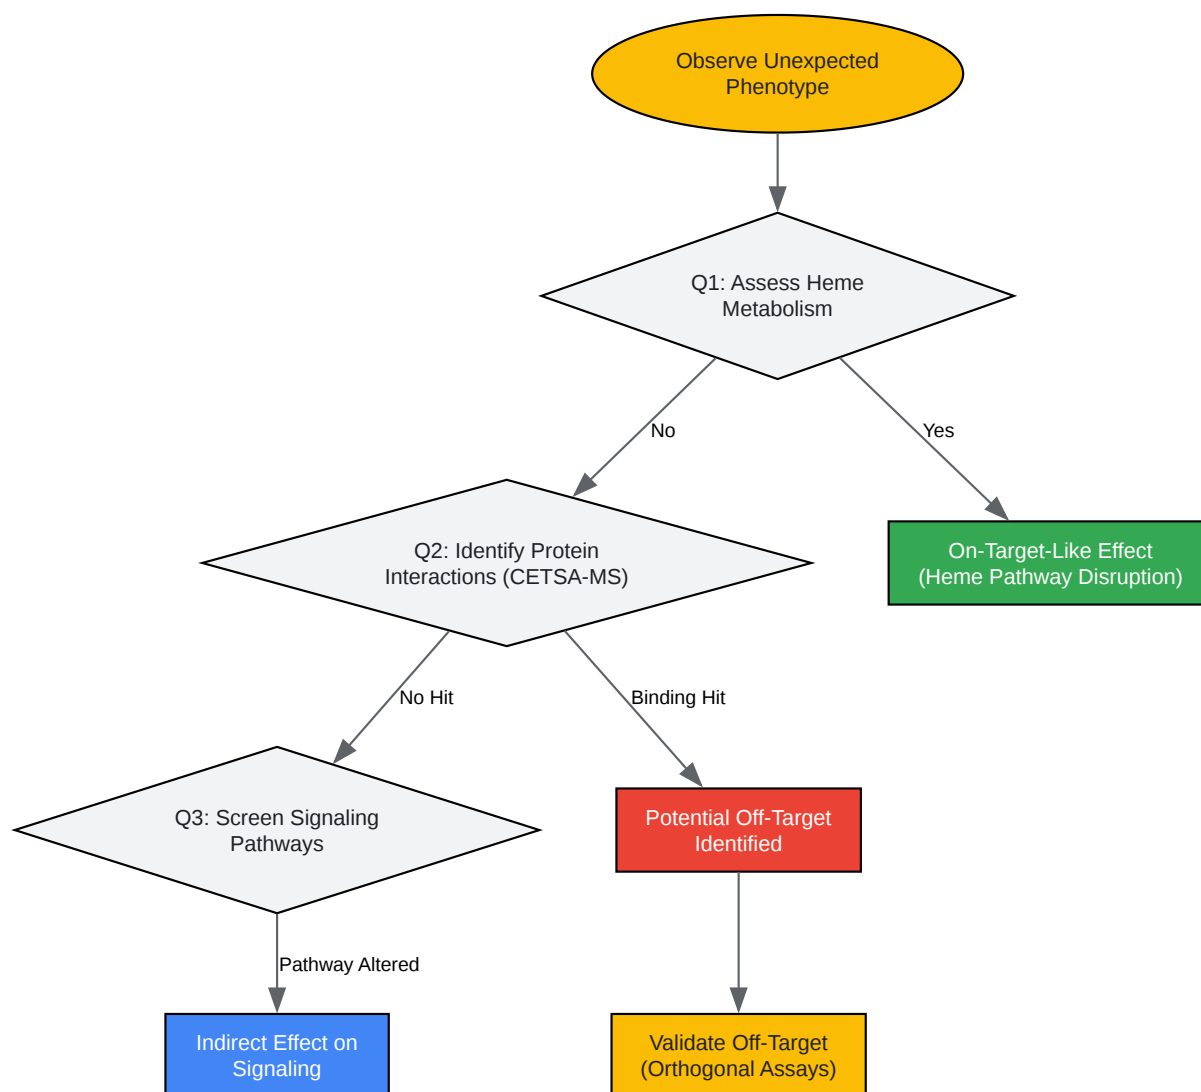 Observe Unexpected
Phenotype
Q1: Assess Heme
Metabolism
No
Yes
Q2: Identify Protein
Interactions (CETSA-MS)
On-Target-Like Effect
(Heme Pathway Disruption)
No Hit
Binding Hit
Q3: Screen Signaling
Pathways
Potential Off-Target
Identified
Pathway Altered
Indirect Effect on
Signaling
Validate Off-Target
(Orthogonal Assays)